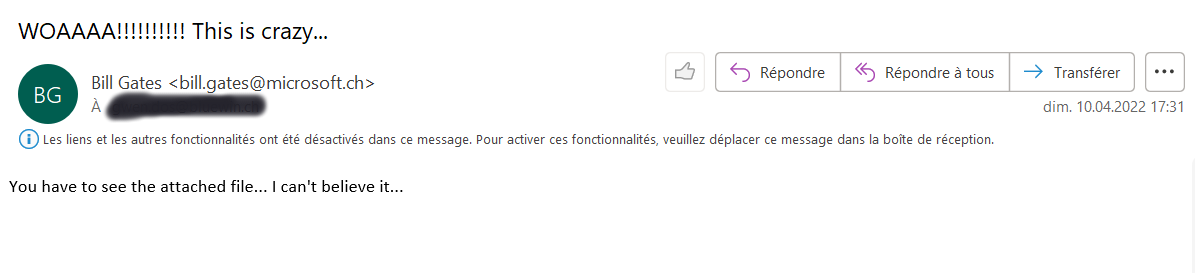 WOAAAA!!!!!!!!!! This is crazy...
BG
Bill Gates <bill.gates@microsoft.ch>
Répondre
Répondre à tous
Transférer
...
À
dim. 10.04.2022 17:31
Les liens et les autres fonctionnalités ont été désactivés dans ce message. Pour activer ces fonctionnalités, veuillez déplacer ce message dans la boîte de réception.
You have to see the attached file... I can't believe it...